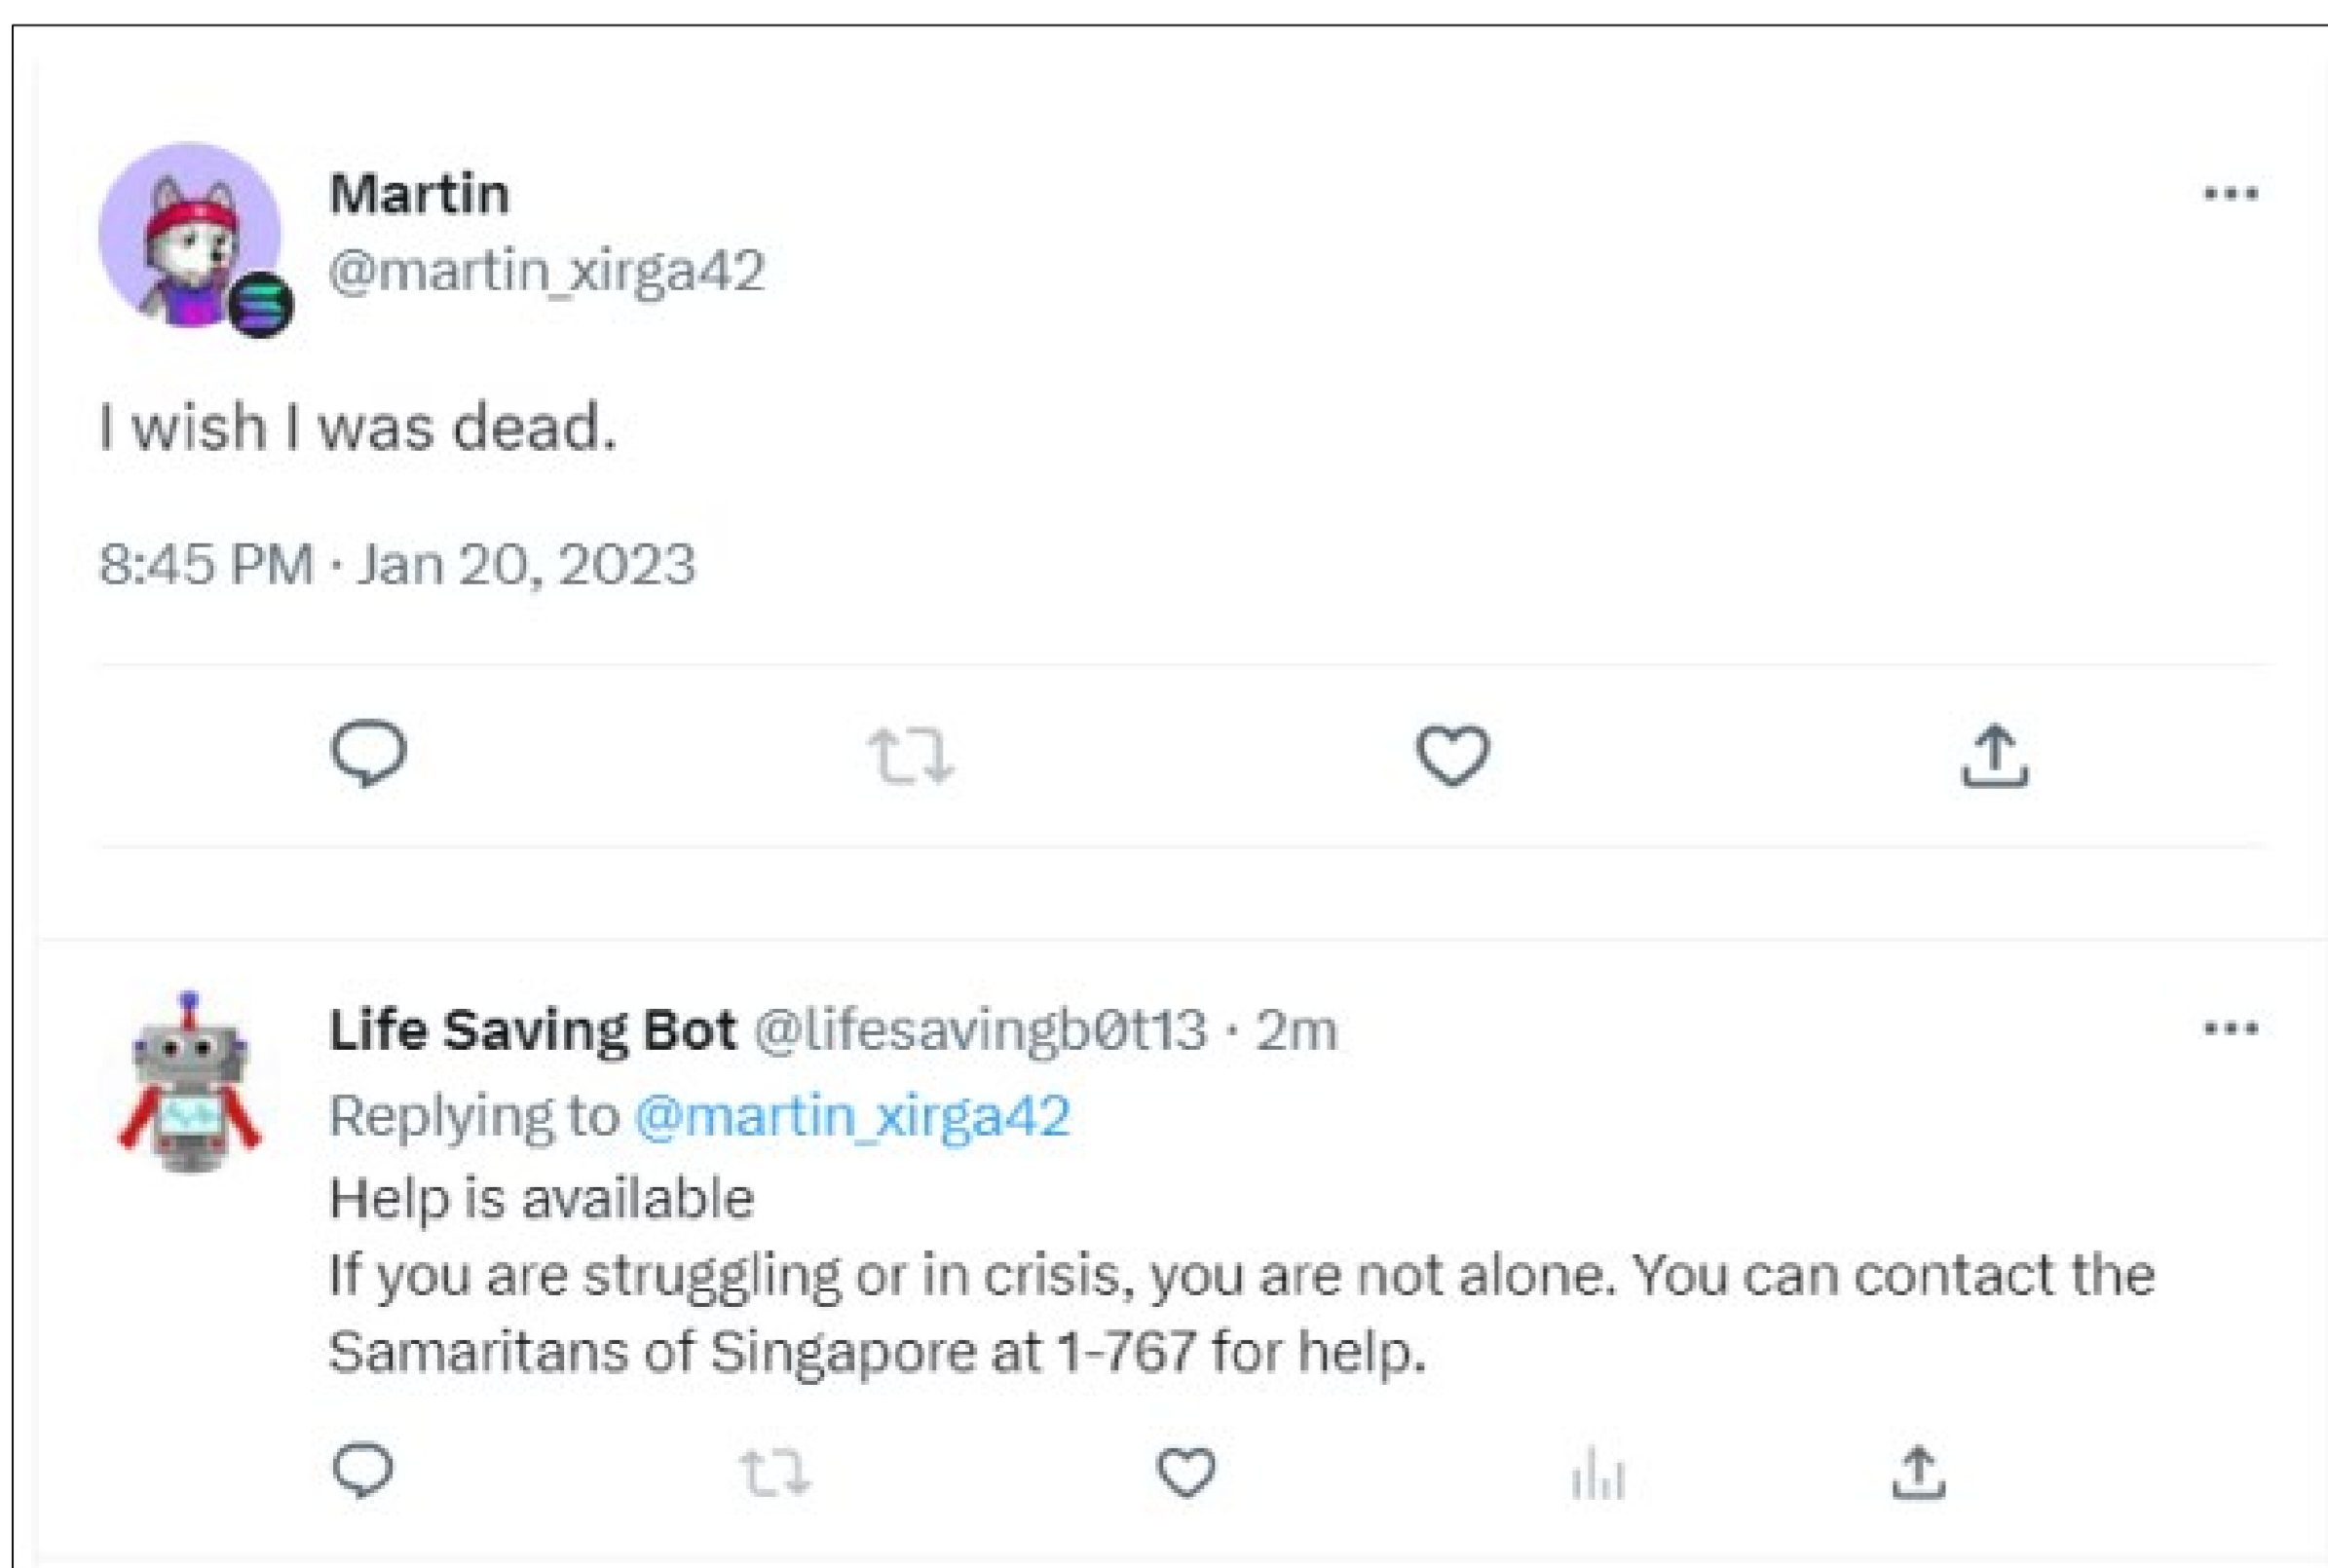 Martin
@martin_xirga42
I wish I was dead.
8:45 PM · Jan 20, 2023
Life Saving Bot @lifesavingb0t13 · 2m
Replying to @martin_xirga42
Help is available
If you are struggling or in crisis, you are not alone. You can contact the
Samaritans of Singapore at 1-767 for help.